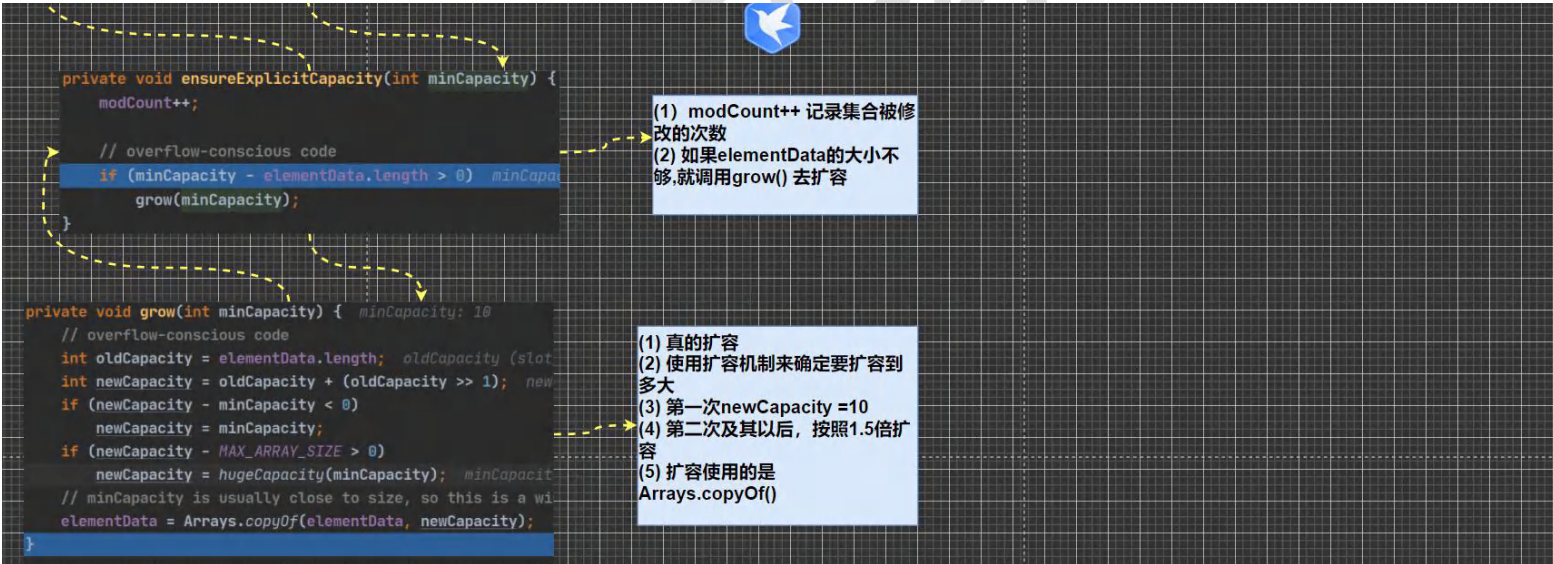 private void ensureExplicitCapacity(int minCapacity) {
modCount++;
// overflow-conscious code
if (minCapacity - elementData.length > 0)
grow(minCapacity);
}
(1) modCount++ 记录集合被修
改的次数
(2) 如果elementData的大小不
够,就调用grow() 去扩容
private void grow(int minCapacity) { minCapacity: 10
// overflow-conscious code
int oldCapacity = elementData.length; oldCapacity (slot
int newCapacity = oldCapacity + (oldCapacity >> 1); new
if (newCapacity - minCapacity < 0)
newCapacity = minCapacity;
if (newCapacity - MAX_ARRAY_SIZE > 0)
newCapacity = hugeCapacity(minCapacity); minCapacit
// minCapacity is usually close to size, so this is a wi
elementData = Arrays.copyOf(elementData, newCapacity);
}
(1) 真的扩容
(2) 使用扩容机制来确定要扩容到
多大
(3) 第一次newCapacity =10
(4) 第二次及其以后，按照1.5倍扩
容
(5) 扩容使用的是
Arrays.copyOf()